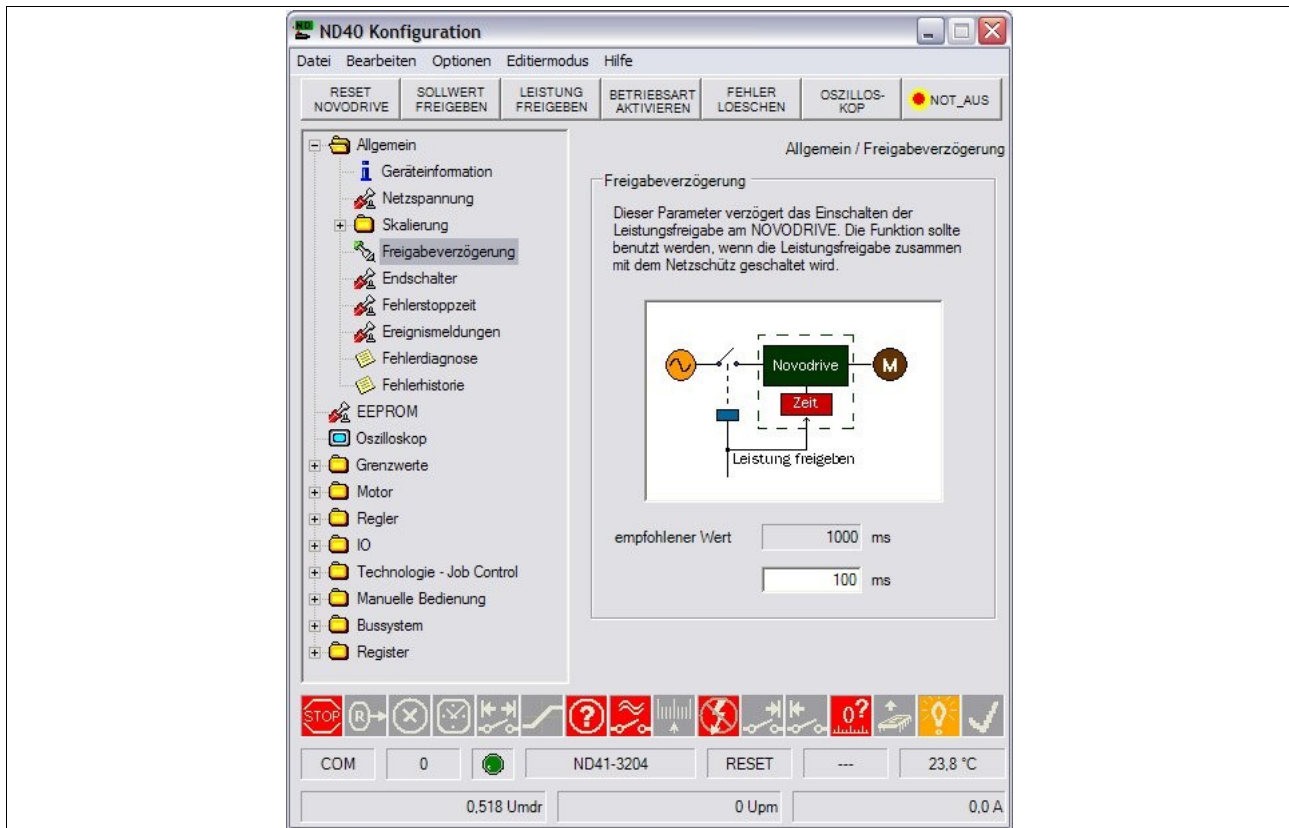 ND40 Konfiguration
Datei Bearbeiten Optionen Editiermodus Hilfe
RESET NOVODRIVE
SOLLWERT FREIGEBEN
LEISTUNG FREIGEBEN
BETRIEBSART AKTIVIEREN
FEHLER LOESCHEN
OSZILLOS-KOP
NOT_AUS
Allgemein
Geräteinformation
Netzspannung
Skalierung
Freigabeverzögerung
Endschalter
Fehlerstoppzeit
Ereignismeldungen
Fehlerdiagnose
Fehlerhistorie
EEPROM
Oszilloskop
Grenzwerte
Motor
Regler
IO
Technologie - Job Control
Manuelle Bedienung
Bussystem
Register
Allgemein / Freigabeverzögerung
Freigabeverzögerung
Dieser Parameter verzögert das Einschalten der
Leistungsfreigabe am NOVODRIVE. Die Funktion sollte
benutzt werden, wenn die Leistungsfreigabe zusammen
mit dem Netzschütz geschaltet wird.
Novodrive
M
Zeit
Leistung freigeben
empfohlener Wert 1000 ms
100 ms
STOP R ? 0?
COM 0 ND41-3204 RESET --- 23,8 °C
0,518 Umdr 0 Upm 0,0 A